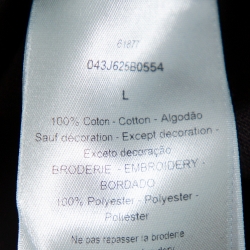 61877
043J625B0554
L
100% Coton - Cotton - Algodão
Sauf décoration - Except decoration -
Exceto decoração
BRODERIE - EMBROIDERY -
BORDADO
100% Polyester - Polyester -
Poliester
Ne pas repasser la broderie